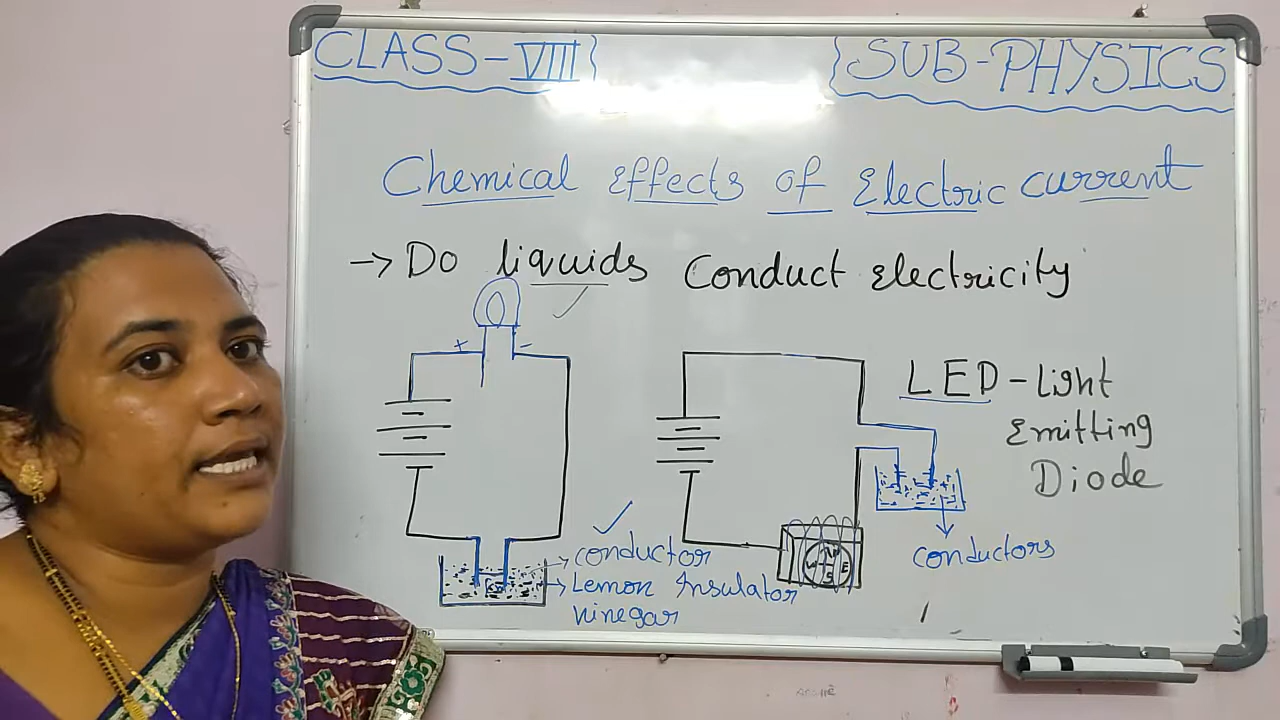 CLASS-VIII
SUB-PHYSICS
Chemical Effects of Electric current
→ Do liquids Conduct Electricity
+ -
LED - Light
Emitting
Diode
conductor
Lemon Insulator
vinegar
conductors
N
W E
S